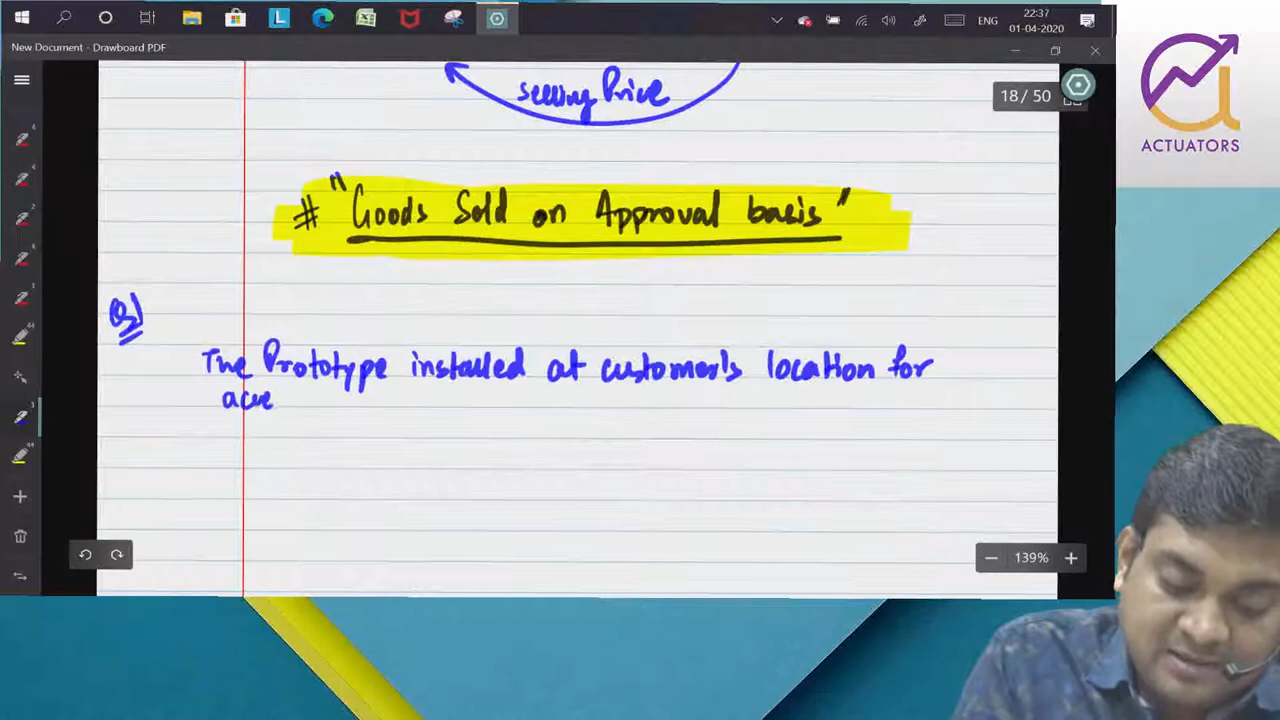 22:37
ENG
01-04-2020
New Document - Drawboard PDF
selling Price
18 / 50
ACTUATORS
# "Goods Sold on Approval basis"
Q)
The Prototype installed at customer's location for
acce
139%